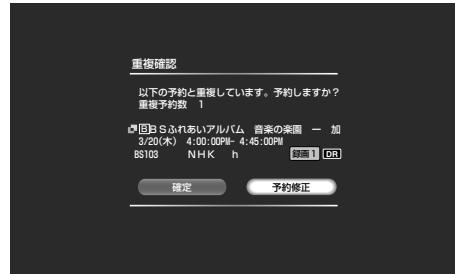 重複確認
以下の予約と重複しています。予約しますか？
重複予約数　1
BBSふれあいアルバム　音楽の楽園　ー　加
3/20(木)　4:00:00PM- 4:45:00PM
BS103　NHK　h　録画1 DR
確定　予約修正